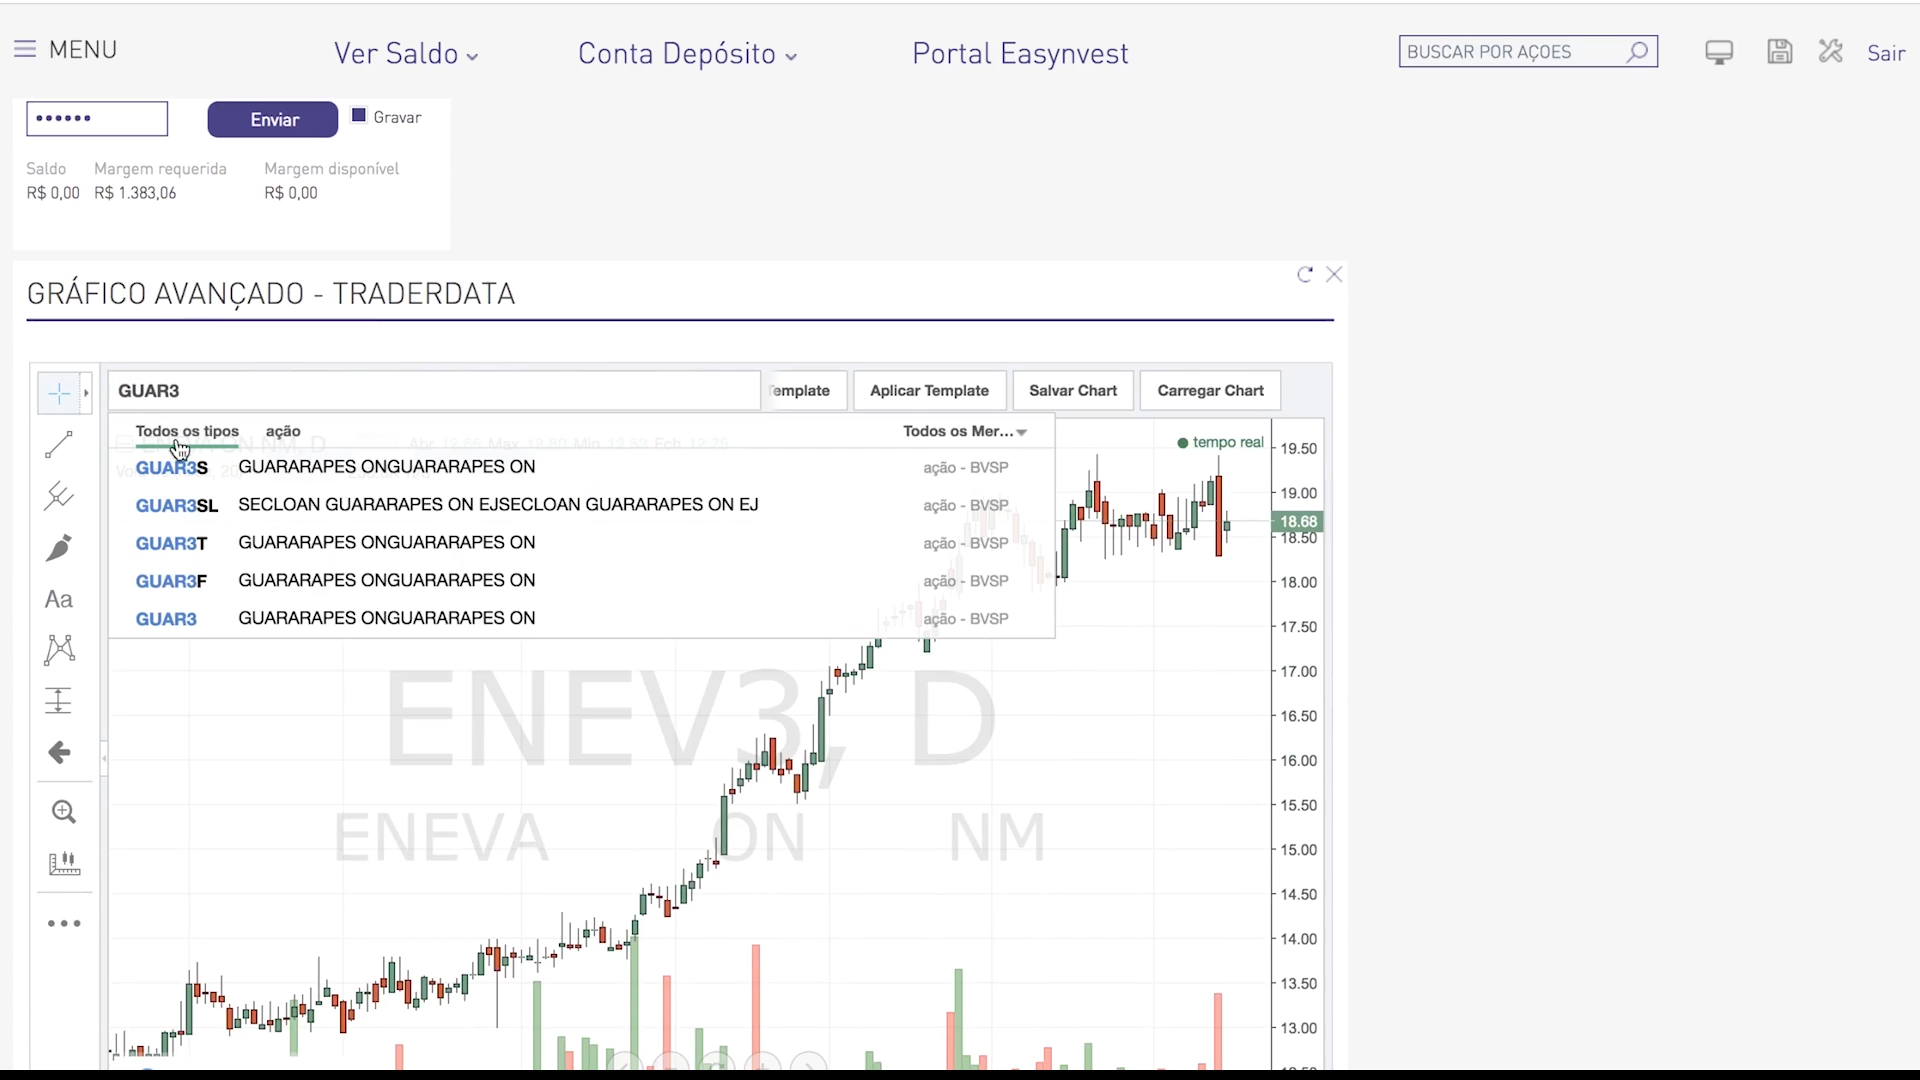 MENU
Ver Saldo
Conta Depósito
Portal Easynvest
BUSCAR POR AÇOES
Sair
••••••
Enviar
Gravar
Saldo Margem requerida Margem disponível
R$ 0,00 R$ 1.383,06 R$ 0,00
GRÁFICO AVANÇADO - TRADERDATA
GUAR3
Template
Aplicar Template
Salvar Chart
Carregar Chart
Todos os tipos ação Todos os Mer...
GUAR3S GUARARAPES ONGUARARAPES ON ação - BVSP
GUAR3SL SECLOAN GUARARAPES ON EJSECLOAN GUARARAPES ON EJ ação - BVSP
GUAR3T GUARARAPES ONGUARARAPES ON ação - BVSP
GUAR3F GUARARAPES ONGUARARAPES ON ação - BVSP
GUAR3 GUARARAPES ONGUARARAPES ON ação - BVSP
tempo real
Aa
ENEV3, D
ENEVA ON NM
19.50
19.00
18.68
18.50
18.00
17.50
17.00
16.50
16.00
15.50
15.00
14.50
14.00
13.50
13.00